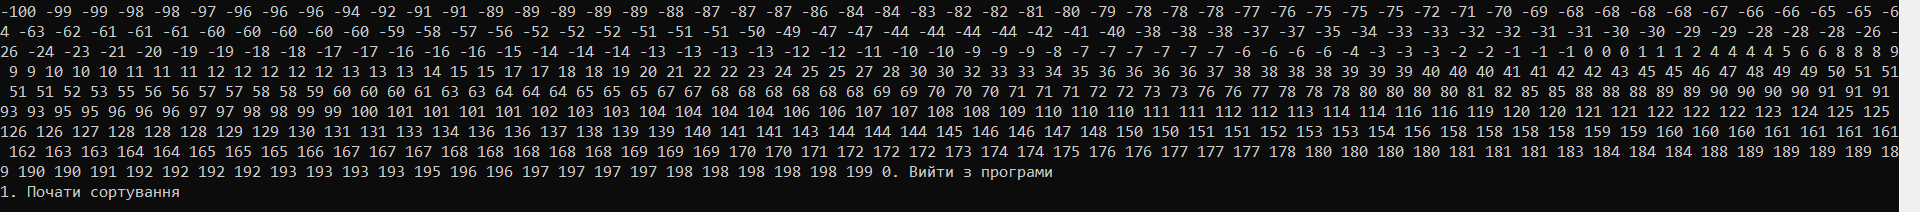 -100 -99 -99 -98 -98 -97 -96 -96 -96 -94 -92 -91 -91 -89 -89 -89 -89 -88 -87 -87 -87 -86 -84 -84 -83 -82 -82 -81 -80 -79 -78 -78 -78 -77 -76 -75 -75 -75 -72 -71 -70 -69 -68 -68 -68 -68 -67 -66 -66 -65 -65 -6
4 -63 -62 -61 -61 -61 -60 -60 -60 -60 -60 -59 -58 -57 -56 -52 -52 -52 -51 -51 -51 -50 -49 -47 -47 -44 -44 -44 -44 -42 -41 -40 -38 -38 -38 -37 -37 -35 -34 -33 -33 -32 -32 -31 -31 -30 -30 -29 -29 -28 -28 -28 -26 -
26 -24 -23 -21 -20 -19 -19 -18 -18 -17 -17 -16 -16 -16 -15 -14 -14 -14 -13 -13 -13 -13 -12 -12 -11 -10 -10 -9 -9 -9 -8 -7 -7 -7 -7 -7 -7 -6 -6 -6 -6 -4 -3 -3 -3 -2 -2 -1 -1 -1 -1 0 0 0 1 1 1 2 4 4 4 4 5 6 6 8 8 8 9
9 9 10 10 10 11 11 11 12 12 12 12 12 13 13 13 14 15 15 17 17 18 18 19 20 21 22 22 23 24 25 25 27 28 30 30 32 33 33 34 35 36 36 36 36 37 38 38 38 38 39 39 39 40 40 40 41 41 42 42 43 45 45 46 47 48 49 49 50 51 51
51 51 52 53 55 56 56 57 57 58 58 59 60 60 60 61 63 63 64 64 64 65 65 65 67 67 68 68 68 68 68 68 69 69 70 70 70 71 71 71 72 72 73 73 76 76 77 78 78 78 80 80 80 80 81 82 85 85 88 88 88 89 89 90 90 90 90 91 91 91
93 93 95 95 96 96 96 97 97 98 98 99 99 100 101 101 101 101 102 103 103 104 104 104 104 106 106 107 107 108 108 109 110 110 110 111 111 112 112 113 114 114 116 116 119 120 120 121 121 122 122 122 123 124 125 125
126 126 127 128 128 128 129 129 130 131 131 133 134 136 136 137 138 139 139 140 141 141 143 144 144 144 145 146 146 147 148 150 150 151 151 152 153 153 154 156 158 158 158 158 159 159 160 160 160 161 161 161 161
162 163 163 164 164 165 165 165 166 167 167 167 168 168 168 168 168 169 169 169 170 170 171 172 172 172 173 174 174 175 176 176 177 177 177 178 180 180 180 180 181 181 181 183 184 184 184 188 189 189 189 189 18
9 190 190 191 192 192 192 192 193 193 193 193 195 196 196 197 197 197 197 198 198 198 198 198 199 0. Вийти з програми
1. Почати сортування